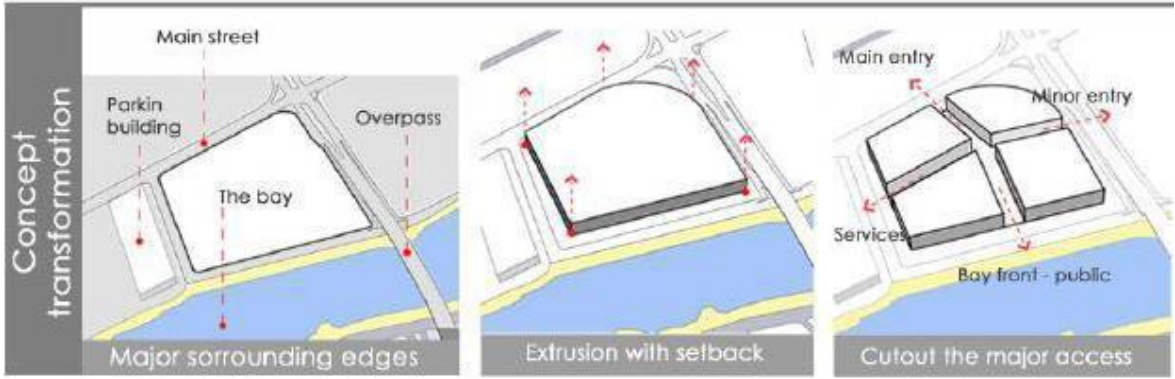 Concept
transformation
Main street
Parkin
building
Overpass
The bay
Major sorrounding edges
Extrusion with setback
Main entry
Minor entry
Services
Bay front - public
Cutout the major access